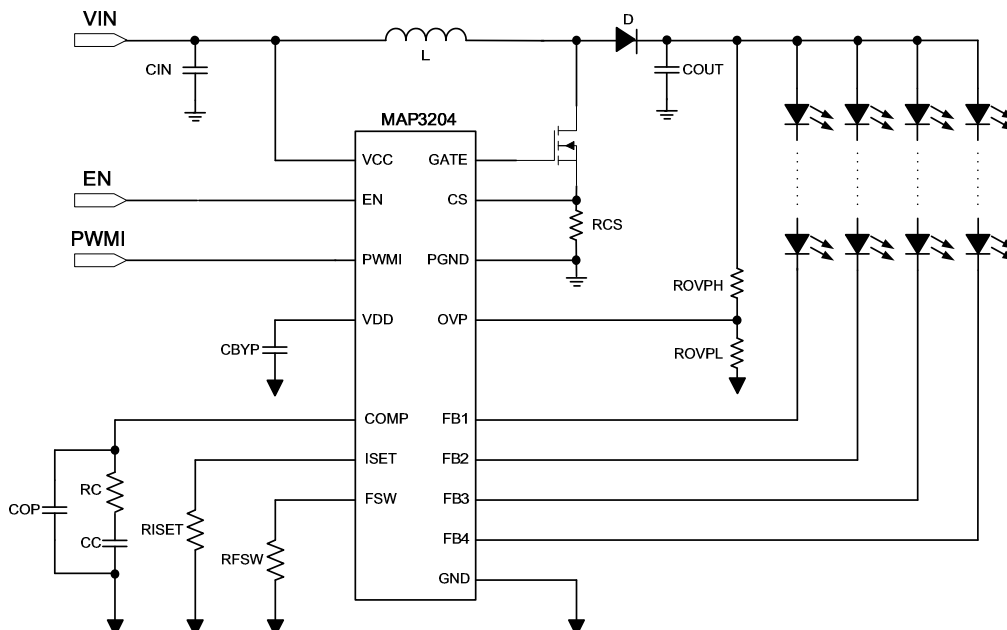 VIN
D
L
CIN
COUT
MAP3204
VCC
GATE
EN
EN
CS
RCS
PWMI
PWMI
PGND
ROVPH
VDD
OVP
CBYP
ROVPL
COMP
FB1
ISET
FB2
RC
FSW
FB3
COP
RISET
CC
RFSW
FB4
GND